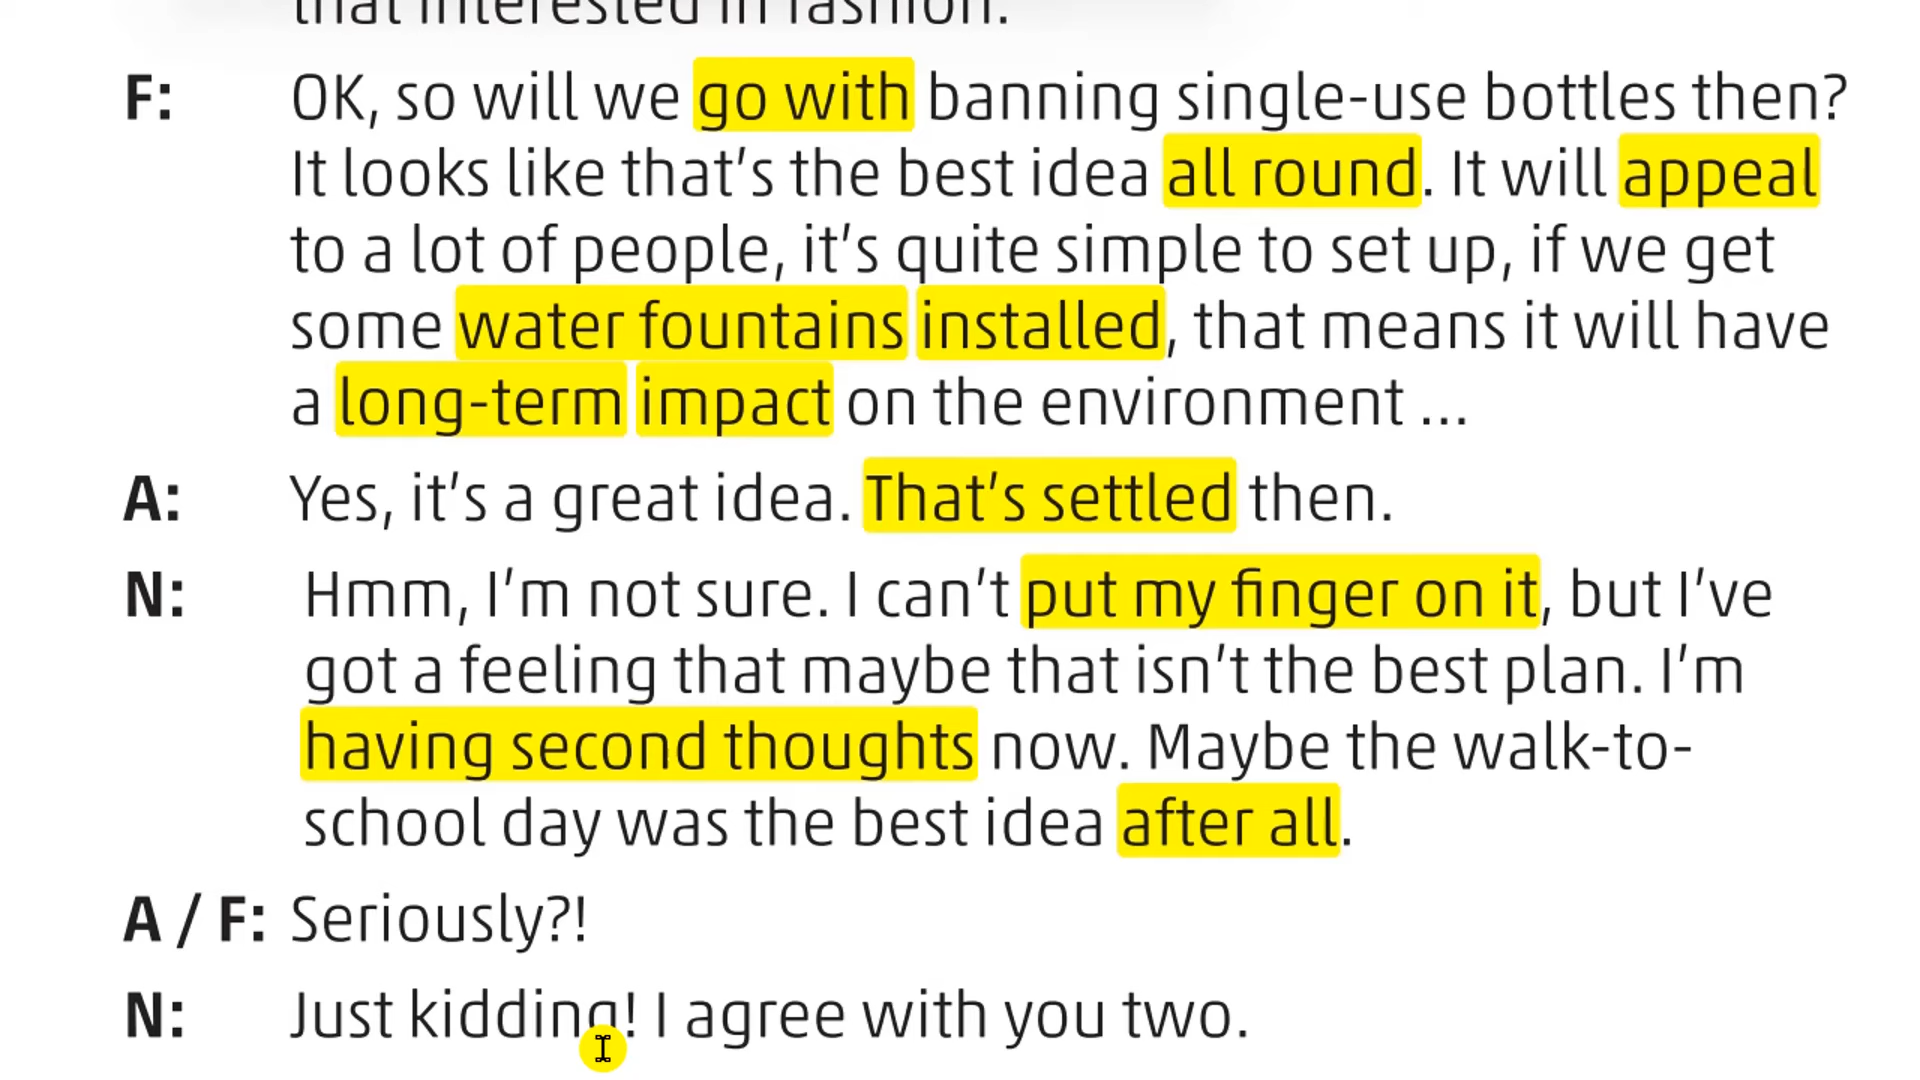 that interested in fashion.
F: OK, so will we go with banning single-use bottles then?
It looks like that's the best idea all round. It will appeal
to a lot of people, it's quite simple to set up, if we get
some water fountains installed, that means it will have
a long-term impact on the environment ...
A: Yes, it's a great idea. That's settled then.
N: Hmm, I'm not sure. I can't put my finger on it, but I've
got a feeling that maybe that isn't the best plan. I'm
having second thoughts now. Maybe the walk-to-
school day was the best idea after all.
A / F: Seriously?!
N: Just kidding! I agree with you two.